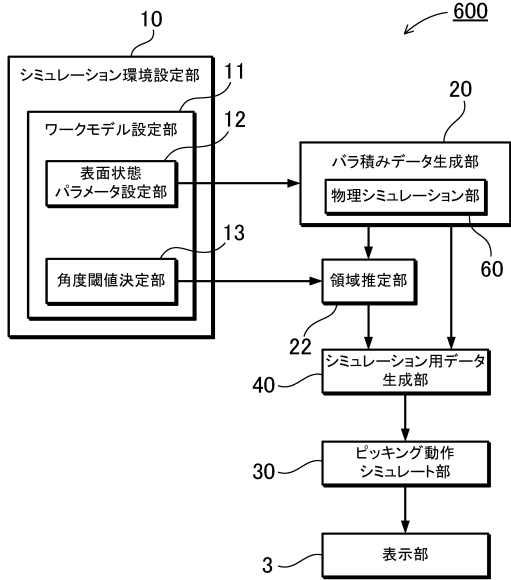 600
10
シミュレーション環境設定部
11
ワークモデル設定部
12
表面状態
パラメータ設定部
13
角度閾値決定部
20
バラ積みデータ生成部
物理シミュレーション部
60
領域推定部
22
シミュレーション用データ
生成部
40
ピッキング動作
シミュレート部
30
表示部
3